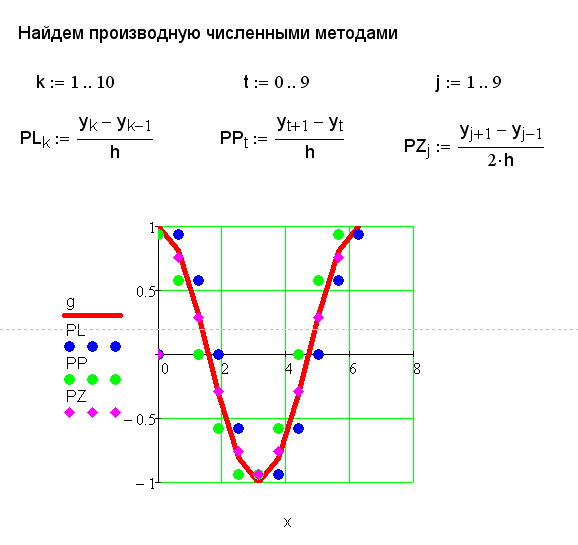 Найдем производную численными методами
k := 1 .. 10 t := 0 .. 9 j := 1 .. 9
PLk := (yk − yk−1) / h PPt := (yt+1 − yt) / h PZj := (yj+1 − yj−1) / 2·h
1
0.5
0 2 4 6 8
− 0.5
− 1
g
PL
PP
PZ
x